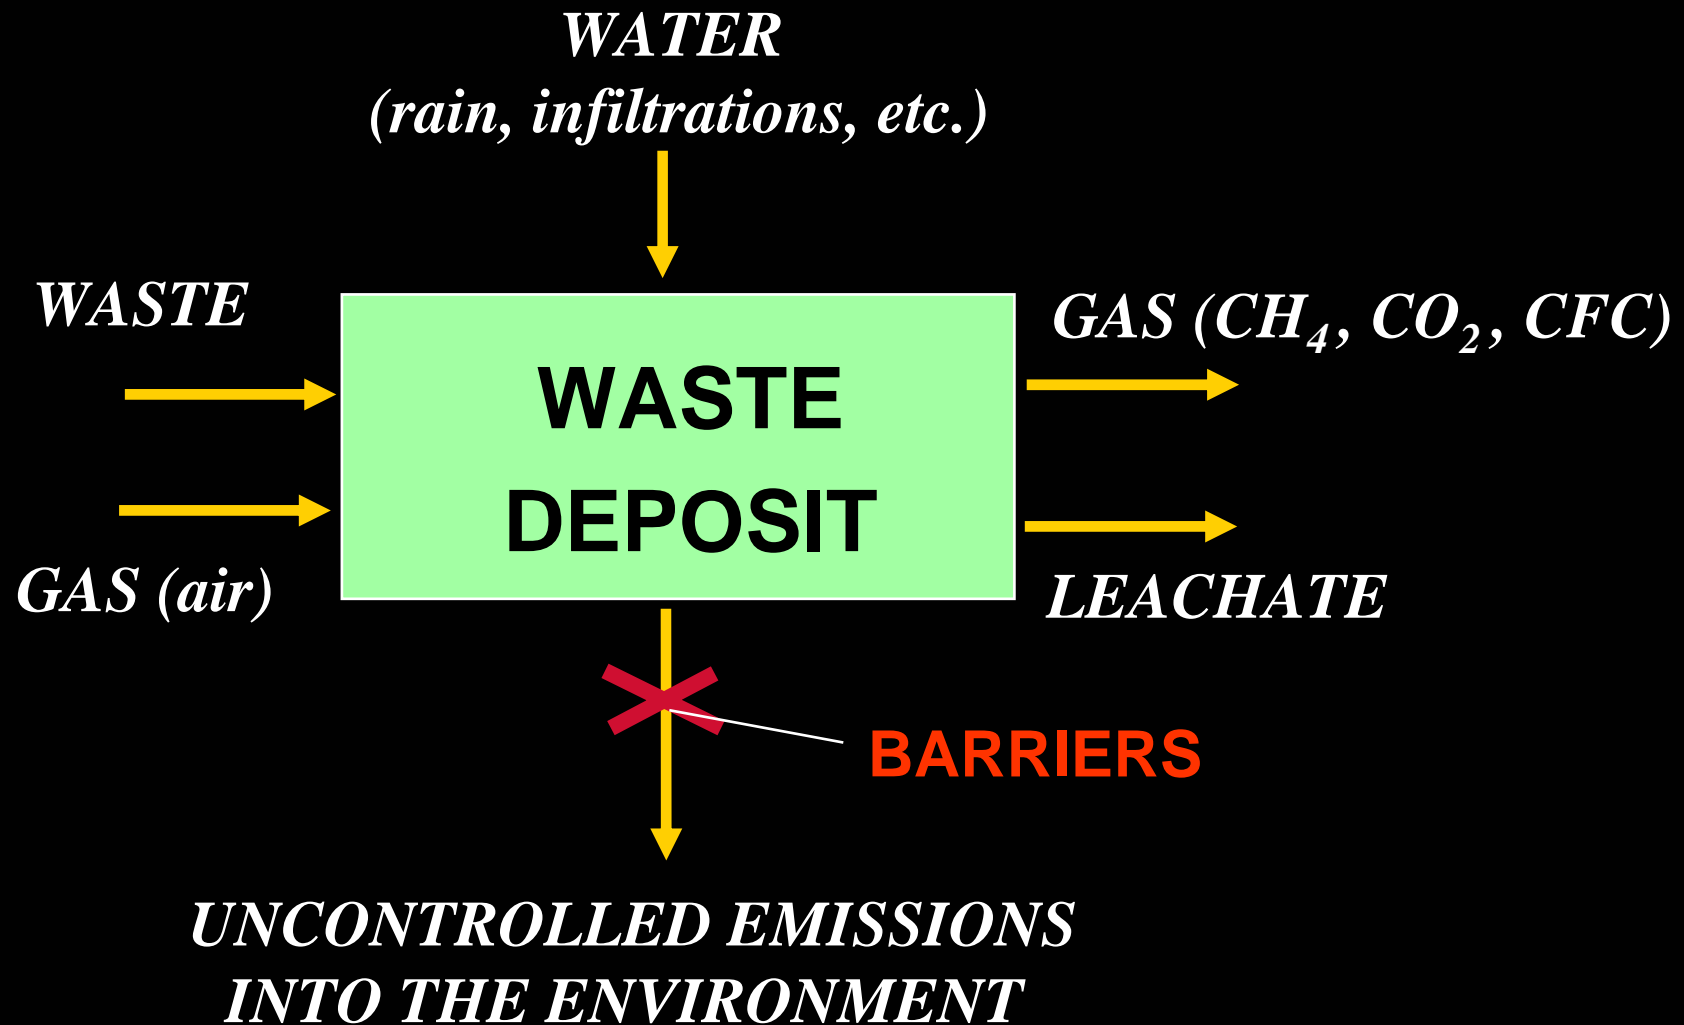 WATER
(rain, infiltrations, etc.)
WASTE
GAS (CH₄, CO₂, CFC)
WASTE
DEPOSIT
GAS (air)
LEACHATE
BARRIERS
UNCONTROLLED EMISSIONS
INTO THE ENVIRONMENT